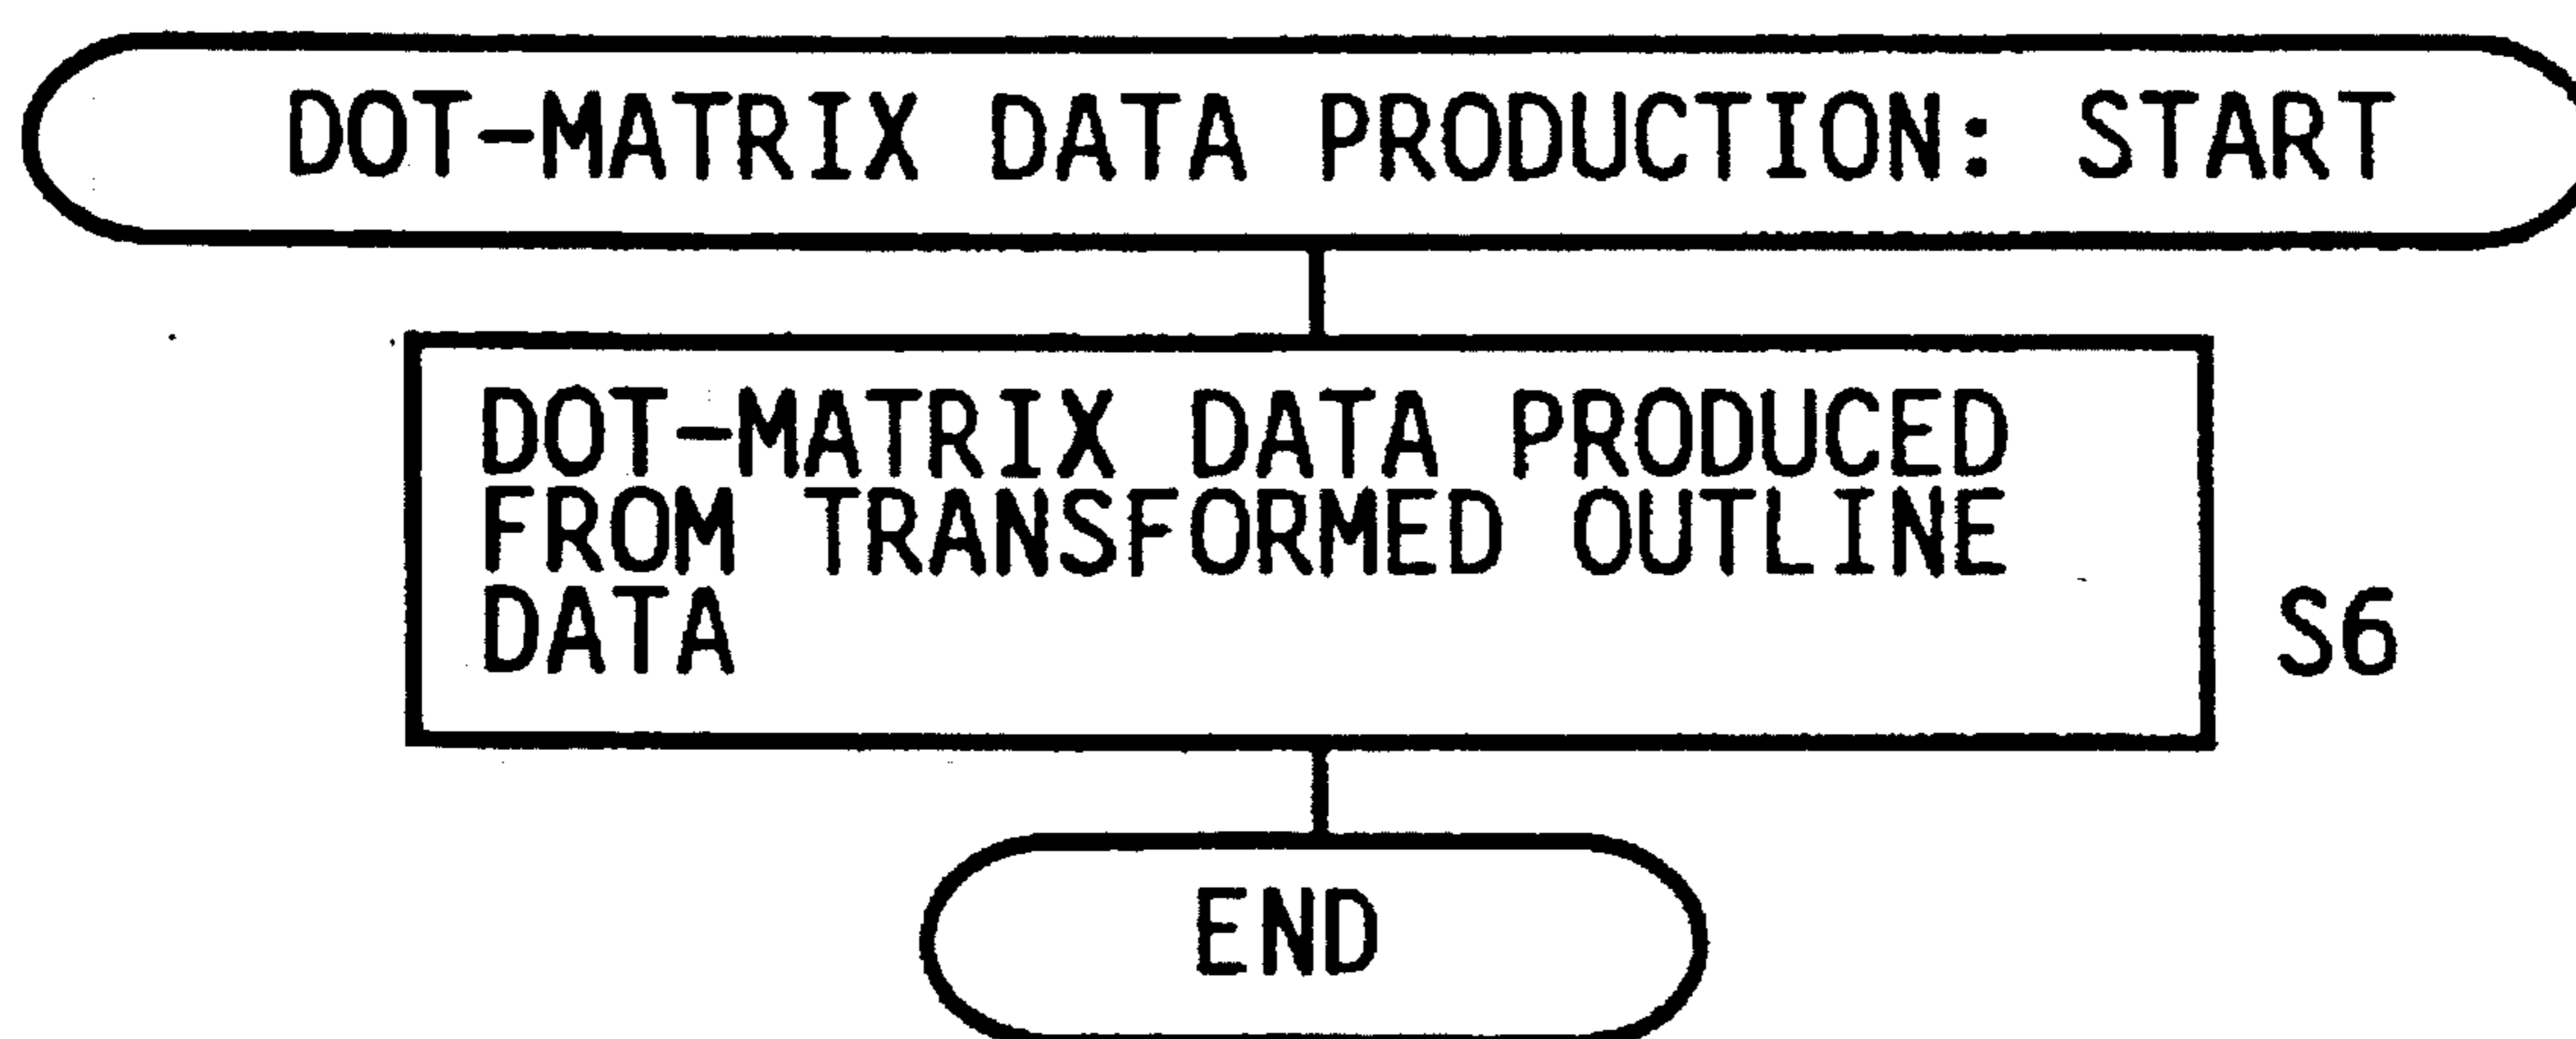 DOT-MATRIX DATA PRODUCTION: START
DOT-MATRIX DATA PRODUCED
FROM TRANSFORMED OUTLINE
DATA
S6
END